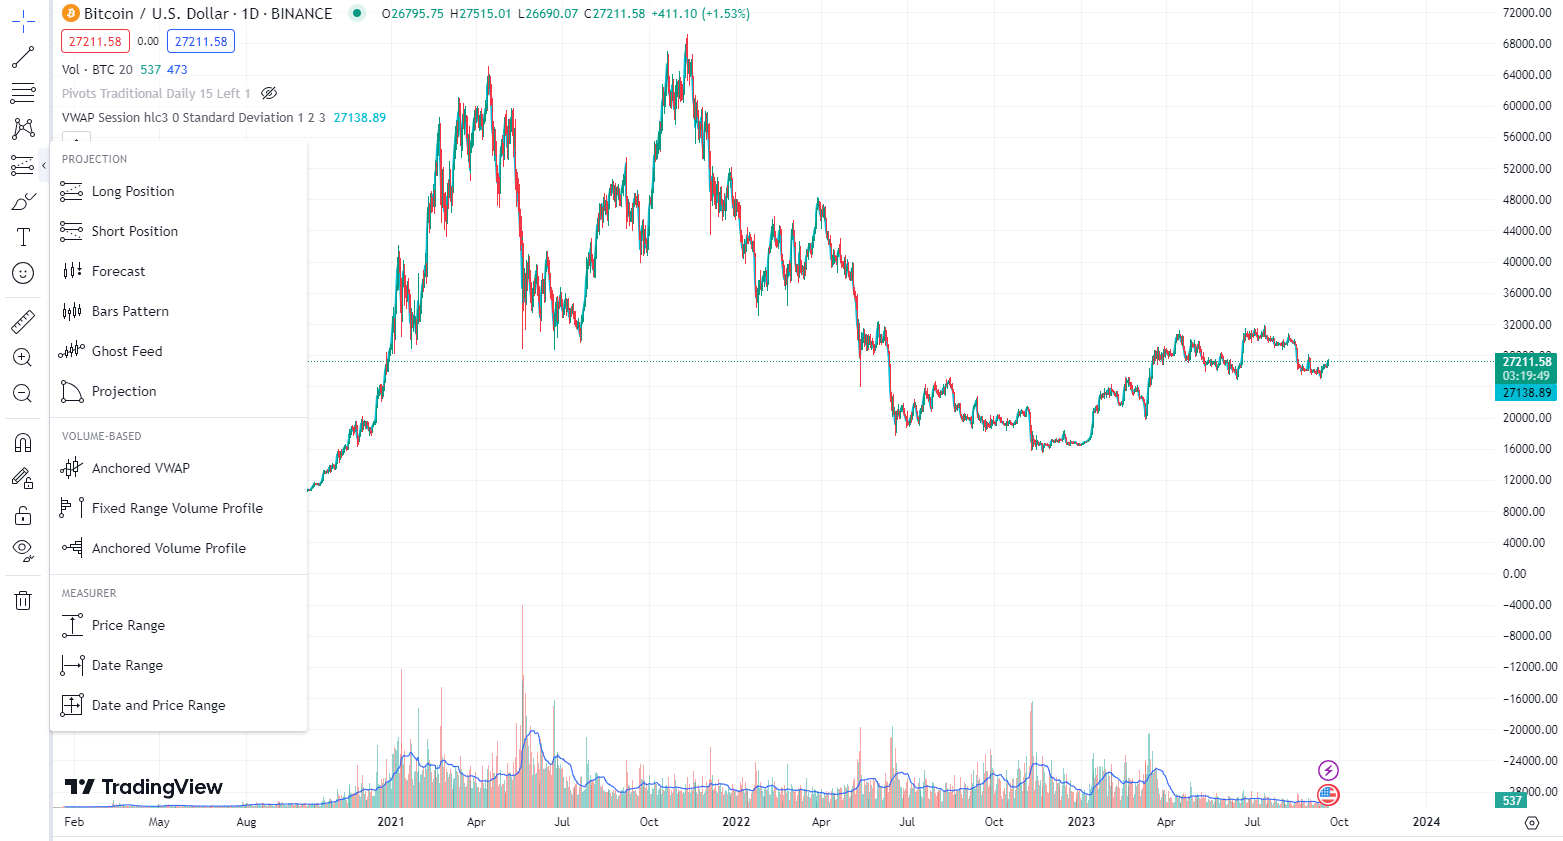 Bitcoin / U.S. Dollar · 1D · BINANCE O26795.75 H27515.01 L26690.07 C27211.58 +411.10 (+1.53%)
27211.58 0.00 27211.58
Vol · BTC 20 537 473
Pivots Traditional Daily 15 Left 1
VWAP Session hlc3 0 Standard Deviation 1 2 3 27138.89
PROJECTION
Long Position
Short Position
Forecast
Bars Pattern
Ghost Feed
Projection
VOLUME-BASED
Anchored VWAP
Fixed Range Volume Profile
Anchored Volume Profile
MEASURER
Price Range
Date Range
Date and Price Range
TradingView
72000.00
68000.00
64000.00
60000.00
56000.00
52000.00
48000.00
44000.00
40000.00
36000.00
32000.00
27211.58
03:19:49
27138.89
20000.00
16000.00
12000.00
8000.00
4000.00
0.00
−4000.00
−8000.00
−12000.00
−16000.00
−20000.00
−24000.00
537
Feb May Aug 2021 Apr Jul Oct 2022 Apr Jul Oct 2023 Apr Jul Oct 2024